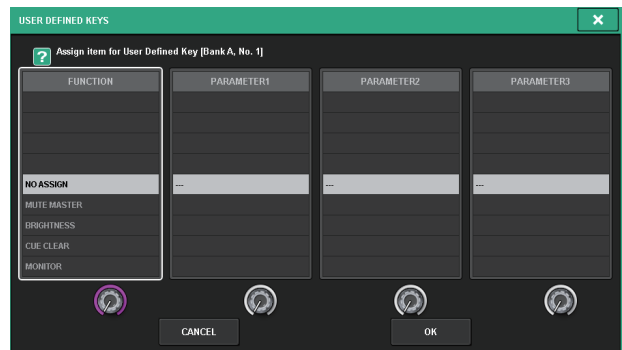 USER DEFINED KEYS
Assign item for User Defined Key [Bank A, No. 1]
FUNCTION PARAMETER1 PARAMETER2 PARAMETER3
NO ASSIGN --- --- ---
MUTE MASTER
BRIGHTNESS
CUE CLEAR
MONITOR
CANCEL OK